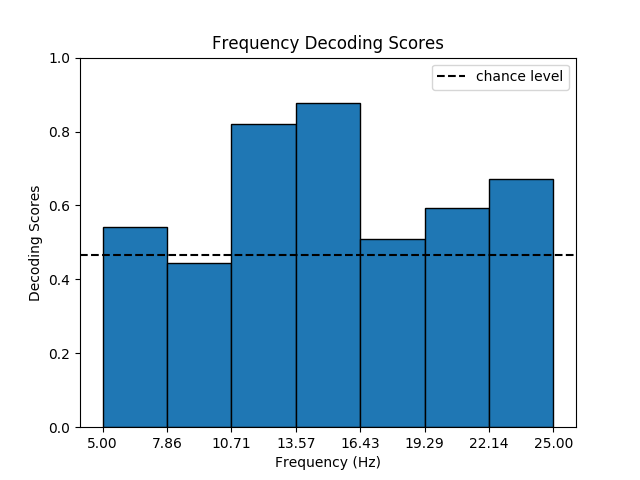 Frequency Decoding Scores
1.0
chance level
0.8
0.6
Decoding Scores
0.4
0.2
0.0
5.00 7.86 10.71 13.57 16.43 19.29 22.14 25.00
Frequency (Hz)